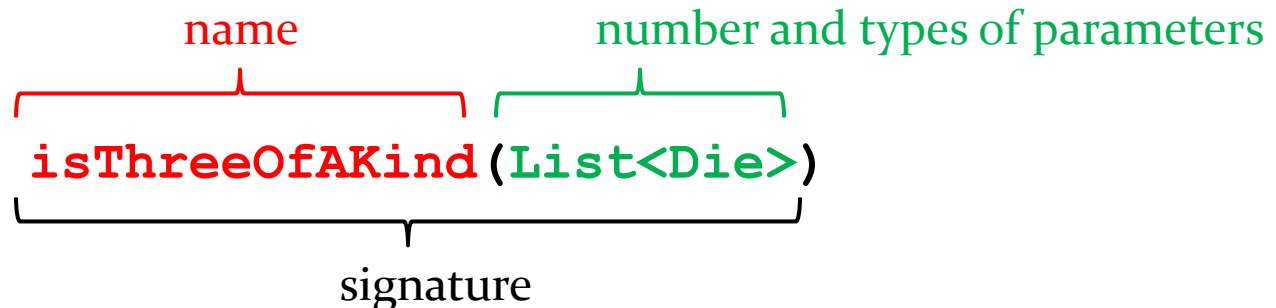 name
number and types of parameters
isThreeOfAKind(List<Die>)
signature